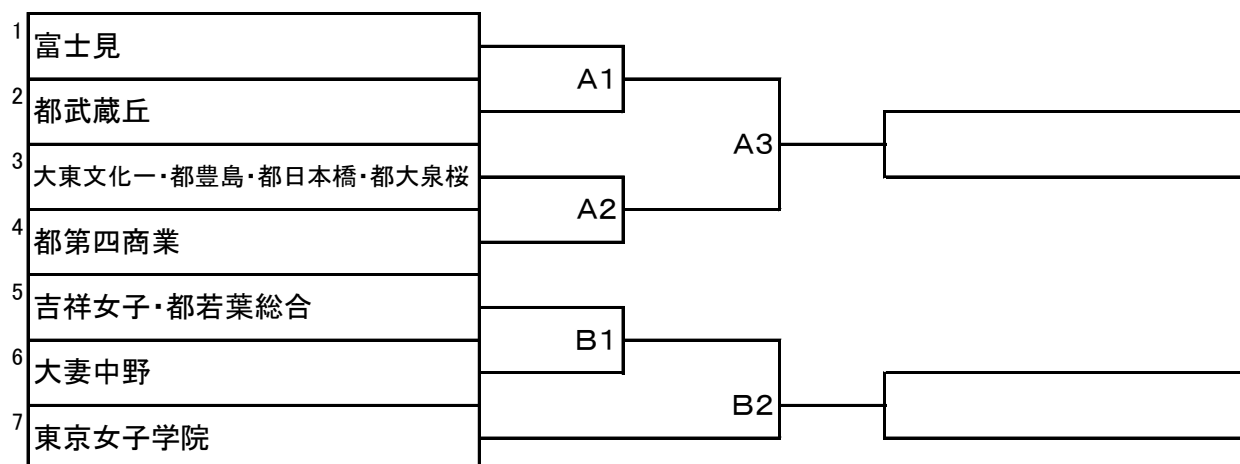 1 富士見
A1
2 都武蔵丘
A3
3 大東文化一・都豊島・都日本橋・都大泉桜
A2
4 都第四商業
5 吉祥女子・都若葉総合
B1
6 大妻中野
B2
7 東京女子学院